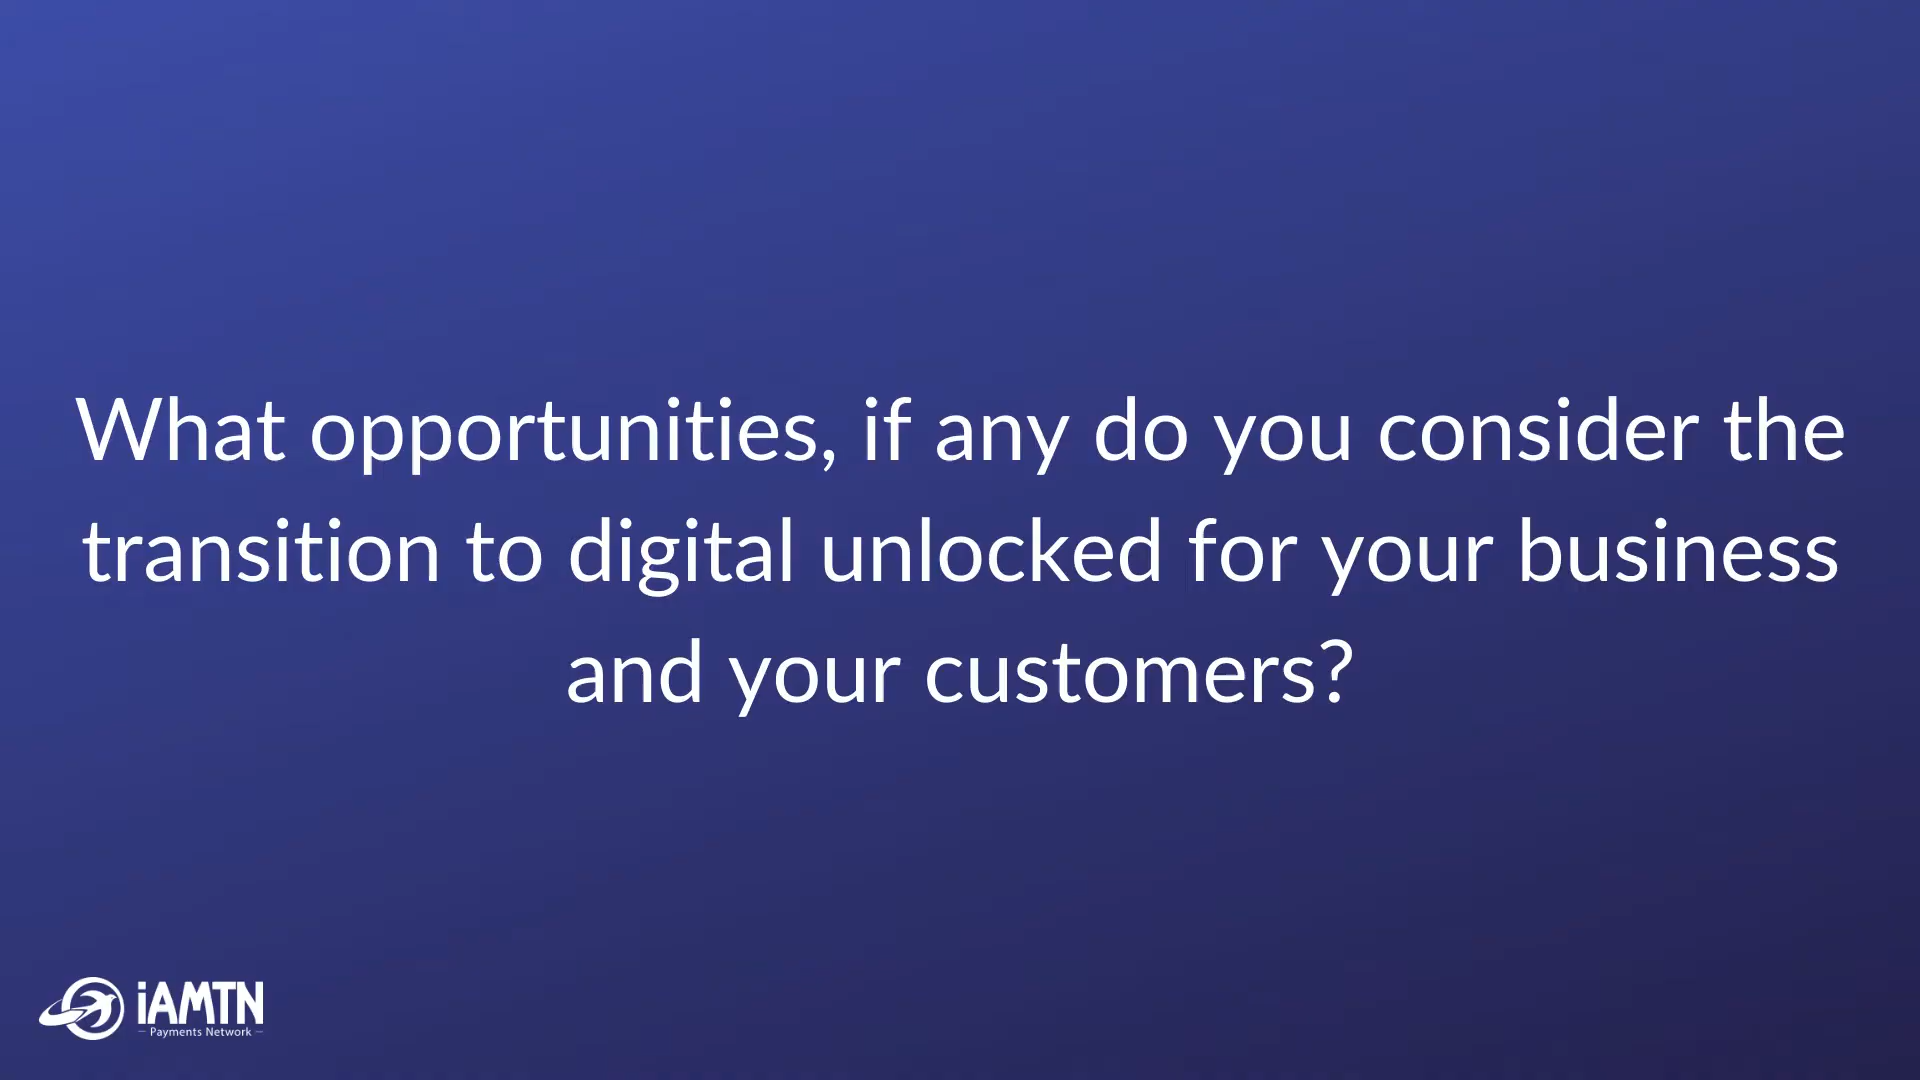 What opportunities, if any do you consider the
transition to digital unlocked for your business
and your customers?
iAMTN
Payments Network